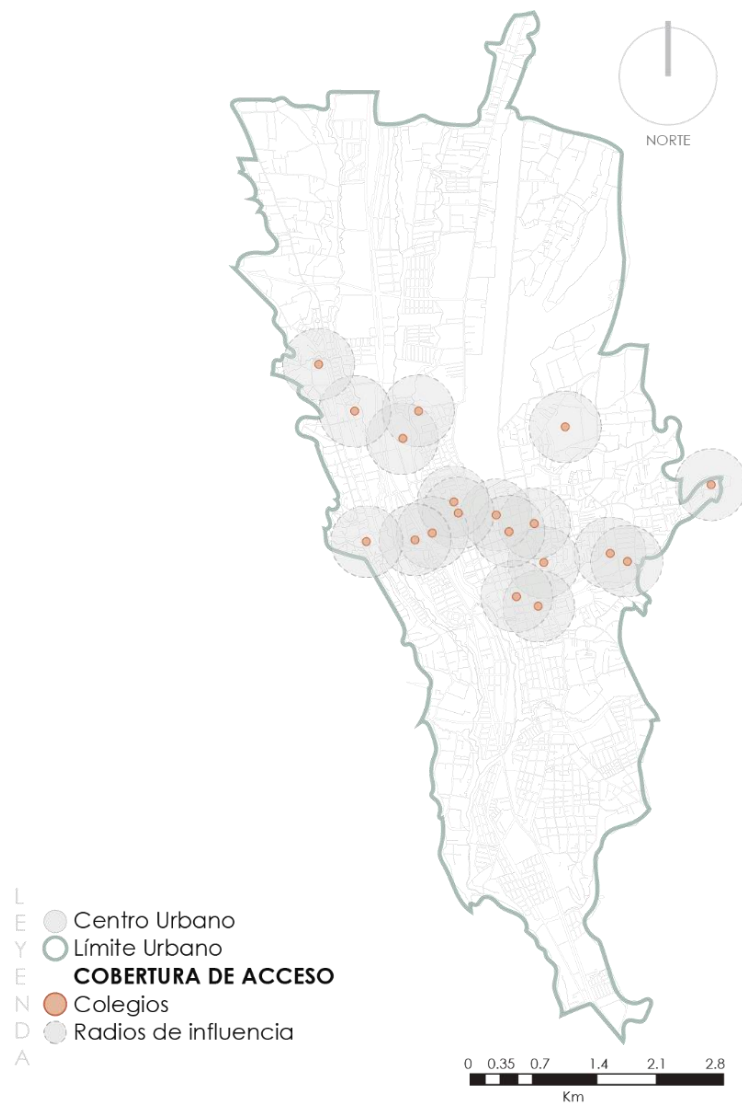 NORTE
LEYENDA
Centro Urbano
Límite Urbano
COBERTURA DE ACCESO
Colegios
Radios de influencia
0 0.35 0.7 1.4 2.1 2.8
Km